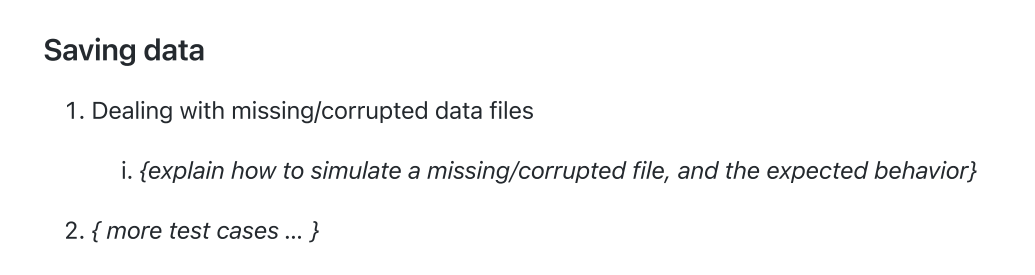 Saving data
1. Dealing with missing/corrupted data files
i. {explain how to simulate a missing/corrupted file, and the expected behavior}
2. { more test cases ... }